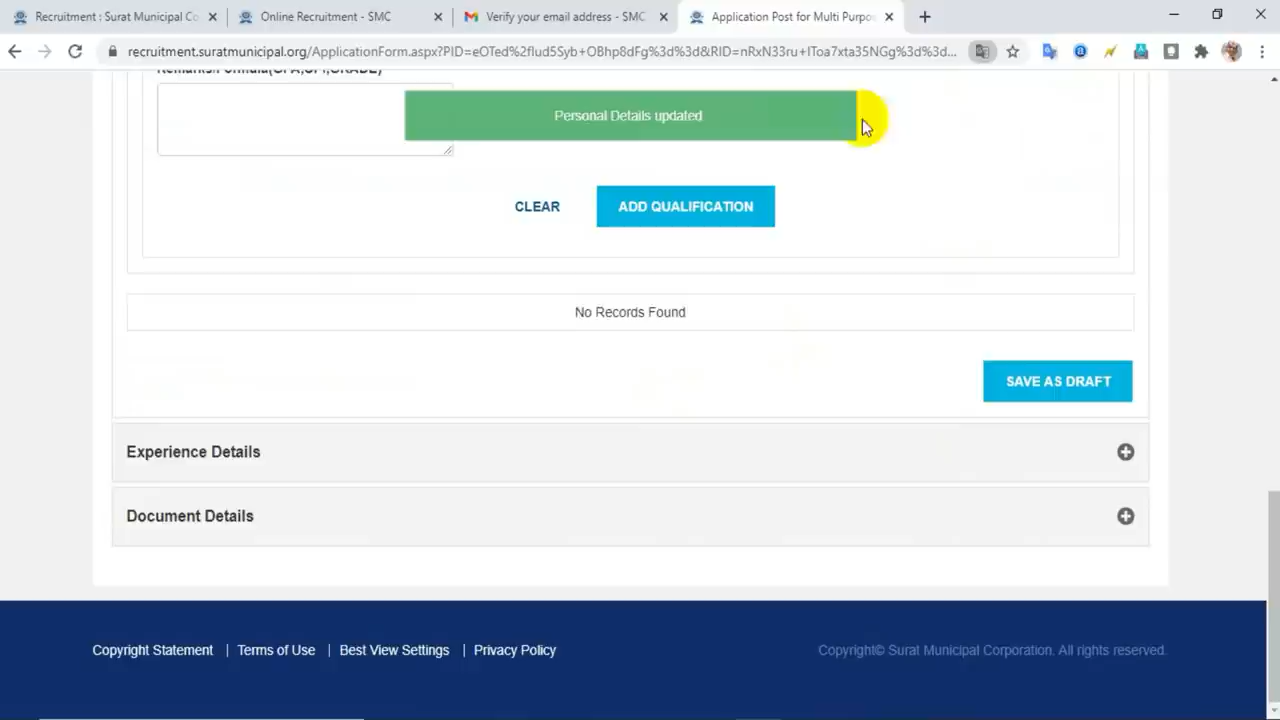 Recruitment : Surat Municipal Co
Online Recruitment - SMC
Verify your email address - SMC
Application Post for Multi Purpo
recruitment.suratmunicipal.org/ApplicationForm.aspx?PID=eOTed%2flud5Syb+OBhp8dFg%3d%3d&RID=nRxN33ru+IToa7xta35NGg%3d%3d...
Personal Details updated
CLEAR
ADD QUALIFICATION
No Records Found
SAVE AS DRAFT
Experience Details
Document Details
Copyright Statement | Terms of Use | Best View Settings | Privacy Policy
Copyright© Surat Municipal Corporation. All rights reserved.